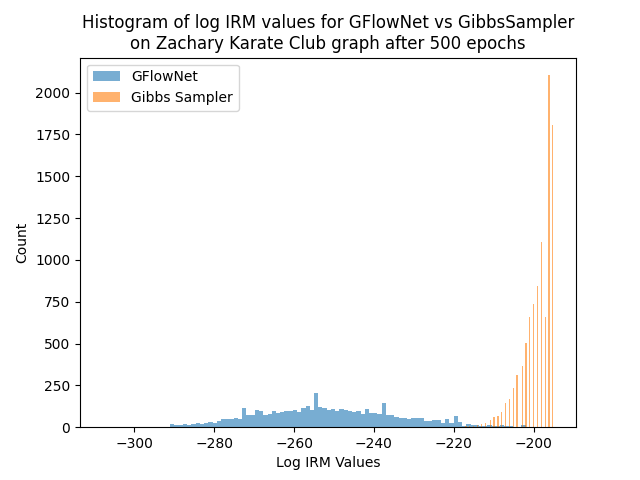 Histogram of log IRM values for GFlowNet vs GibbsSampler
on Zachary Karate Club graph after 500 epochs
GFlowNet
Gibbs Sampler
2000
1750
1500
1250
1000
750
500
250
0
Count
−300
−280
−260
−240
−220
−200
Log IRM Values